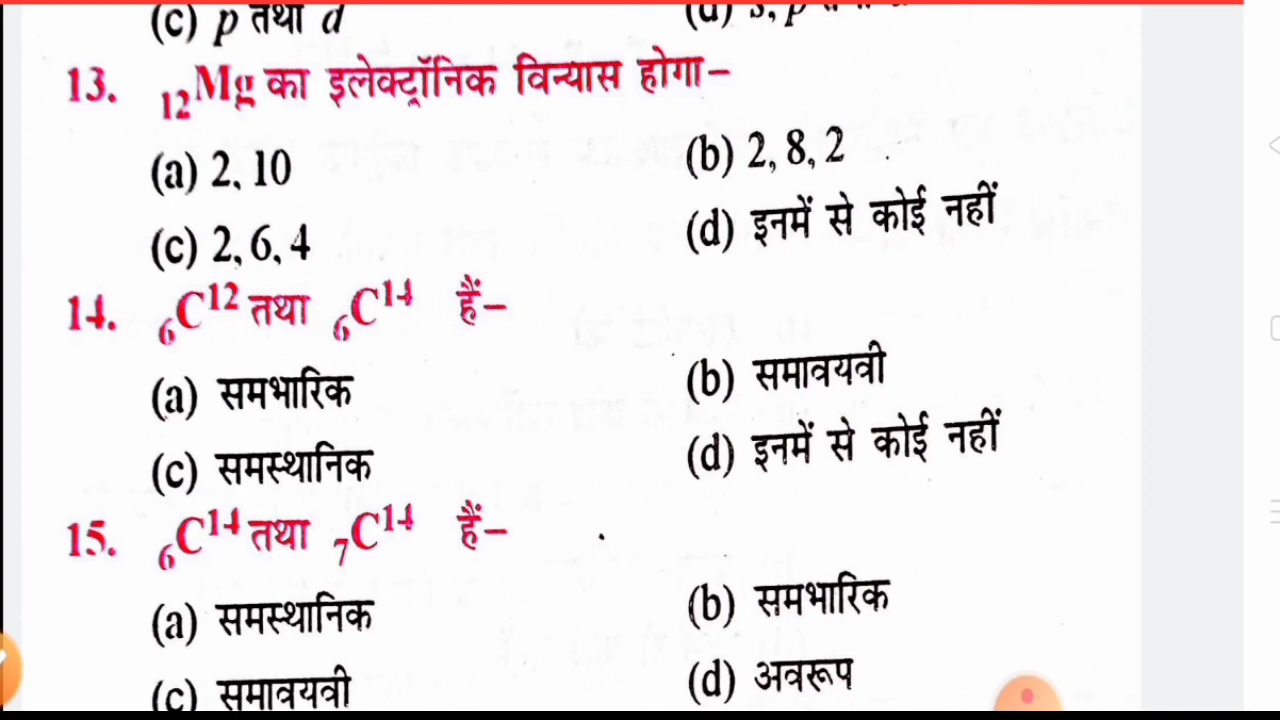 (c) p तथा d
13. ₁₂Mg का इलेक्ट्रॉनिक विन्यास होगा–
(a) 2, 10 (b) 2, 8, 2
(c) 2, 6, 4 (d) इनमें से कोई नहीं
14. ₆C¹² तथा ₆C¹⁴ हैं–
(a) समभारिक (b) समावयवी
(c) समस्थानिक (d) इनमें से कोई नहीं
15. ₆C¹⁴ तथा ₇C¹⁴ हैं–
(a) समस्थानिक (b) समभारिक
(c) समावयवी (d) अवरूप